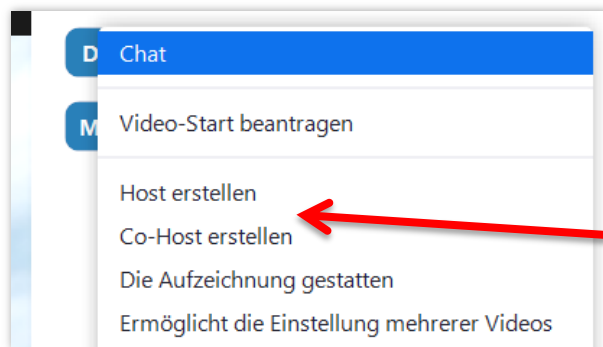 D
Chat
M
Video-Start beantragen
Host erstellen
Co-Host erstellen
Die Aufzeichnung gestatten
Ermöglicht die Einstellung mehrerer Videos